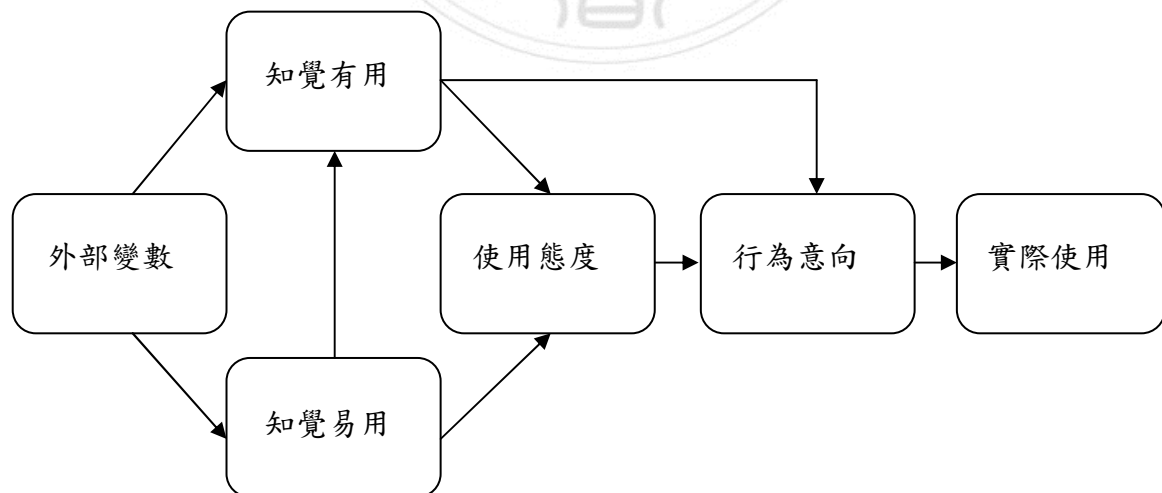 知覺有用
外部變數
使用態度
行為意向
實際使用
知覺易用